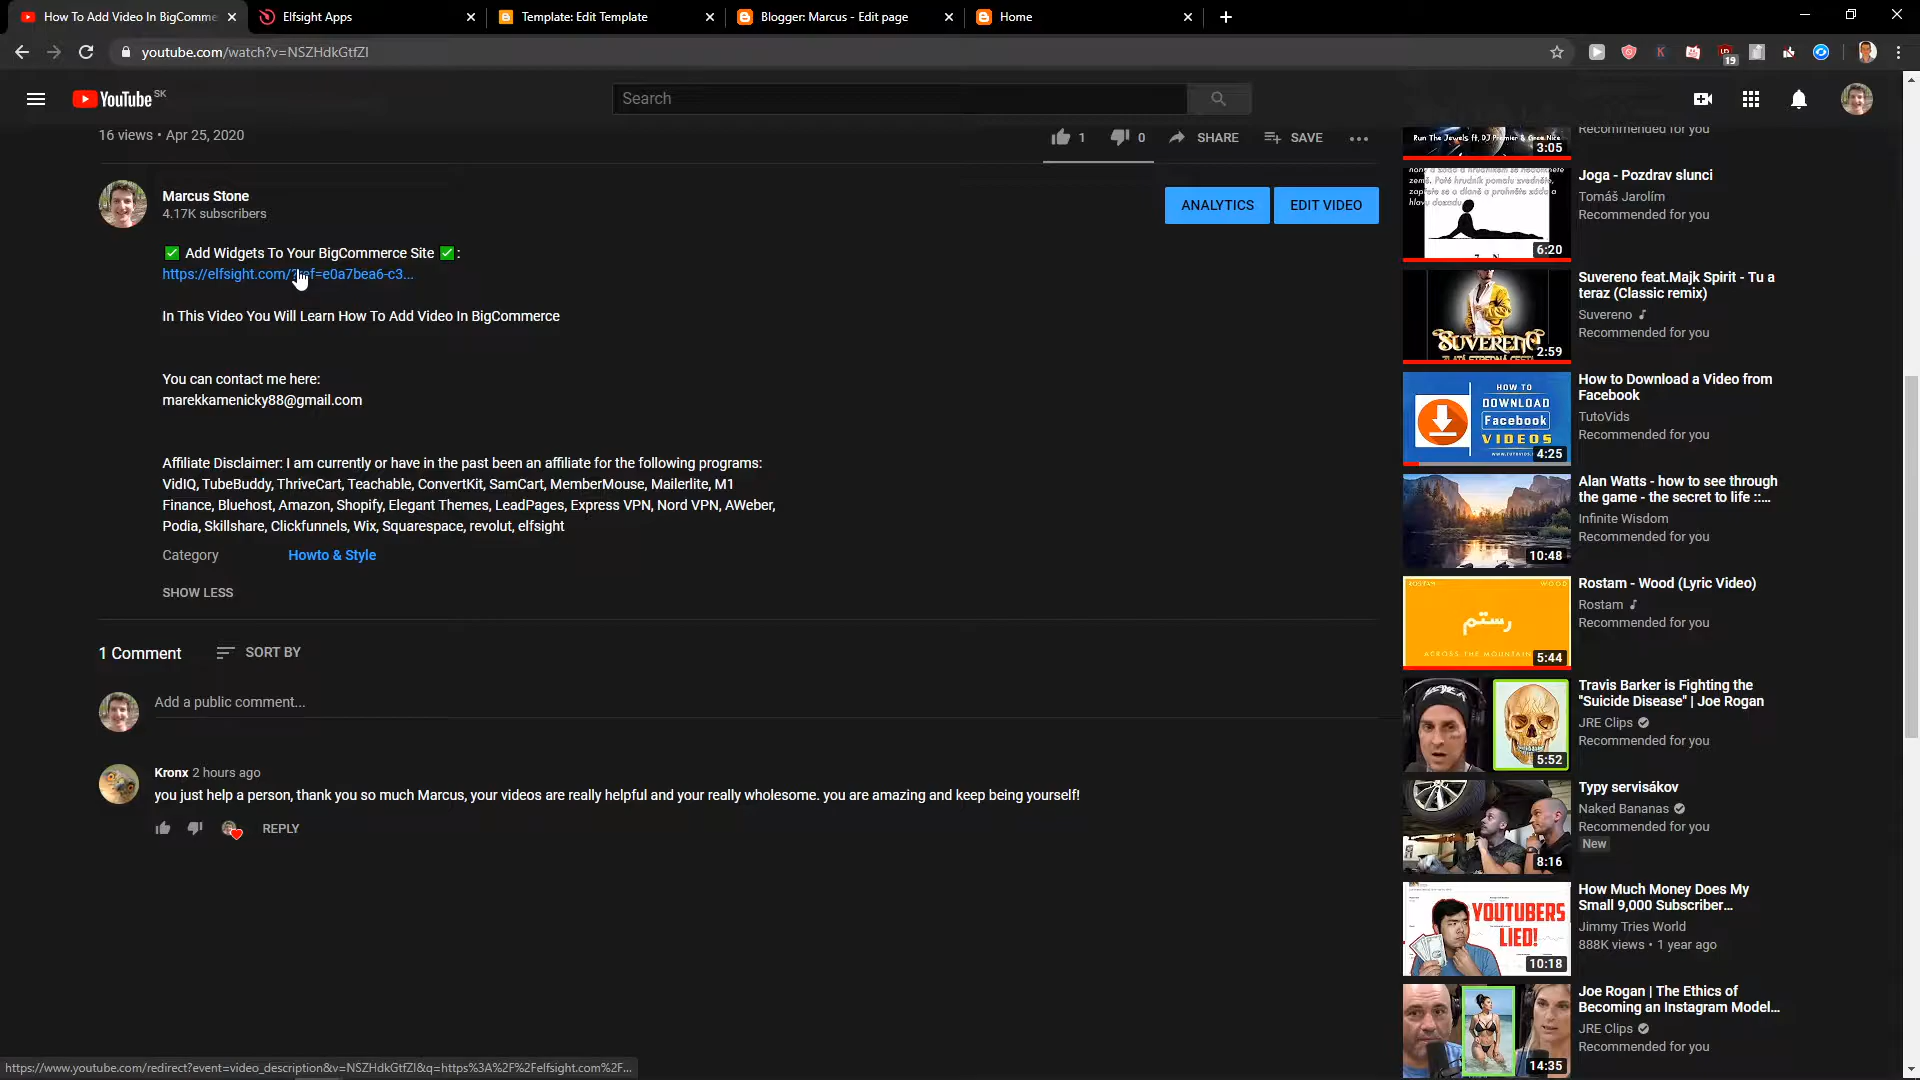 How To Add Video In BigComme
Elfsight Apps
Template: Edit Template
Blogger: Marcus - Edit page
Home
youtube.com/watch?v=NSZHdkGtfZI
19
YouTube SK
Search
16 views • Apr 25, 2020
1
0
SHARE
SAVE
Marcus Stone
4.17K subscribers
ANALYTICS
EDIT VIDEO
✅ Add Widgets To Your BigCommerce Site ✅:
https://elfsight.com/?ref=e0a7bea6-c3...
In This Video You Will Learn How To Add Video In BigCommerce
You can contact me here:
marekkamenicky88@gmail.com
Affiliate Disclaimer: I am currently or have in the past been an affiliate for the following programs:
VidIQ, TubeBuddy, ThriveCart, Teachable, ConvertKit, SamCart, MemberMouse, Mailerlite, M1
Finance, Bluehost, Amazon, Shopify, Elegant Themes, LeadPages, Express VPN, Nord VPN, AWeber,
Podia, Skillshare, Clickfunnels, Wix, Squarespace, revolut, elfsight
Category
Howto & Style
SHOW LESS
1 Comment
SORT BY
Add a public comment...
Kronx 2 hours ago
you just help a person, thank you so much Marcus, your videos are really helpful and your really wholesome. you are amazing and keep being yourself!
REPLY
Recommended for you
Run The Jewels ft. DJ Premier & Greg Nice
3:05
Joga - Pozdrav slunci
Tomáš Jarolím
Recommended for you
6:20
Suvereno feat.Majk Spirit - Tu a
teraz (Classic remix)
Suvereno
Recommended for you
SUVERENO
ZLATÁ STREDNÁ CESTA
2:59
How to Download a Video from
Facebook
TutoVids
Recommended for you
HOW TO
DOWNLOAD
Facebook
VIDEOS
4:25
Alan Watts - how to see through
the game - the secret to life ::...
Infinite Wisdom
Recommended for you
10:48
Rostam - Wood (Lyric Video)
Rostam
Recommended for you
ROSTAM
WOOD
رستم
5:44
Travis Barker is Fighting the
"Suicide Disease" | Joe Rogan
JRE Clips
Recommended for you
5:52
Typy servisákov
Naked Bananas
Recommended for you
New
8:16
How Much Money Does My
Small 9,000 Subscriber...
Jimmy Tries World
888K views • 1 year ago
YOUTUBERS
LIED!
10:18
Joe Rogan | The Ethics of
Becoming an Instagram Model...
JRE Clips
Recommended for you
14:35
https://www.youtube.com/redirect?event=video_description&v=NSZHdkGtfZI&q=https%3A%2F%2Felfsight.com%2F...